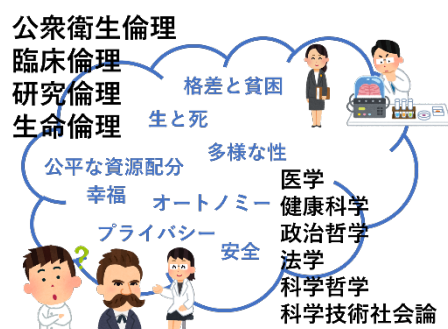 公衆衛生倫理
臨床倫理
研究倫理
生命倫理
格差と貧困
生と死
多様な性
公平な資源配分
幸福
オートノミー
プライバシー
安全
医学
健康科学
政治哲学
法学
科学哲学
科学技術社会論
?